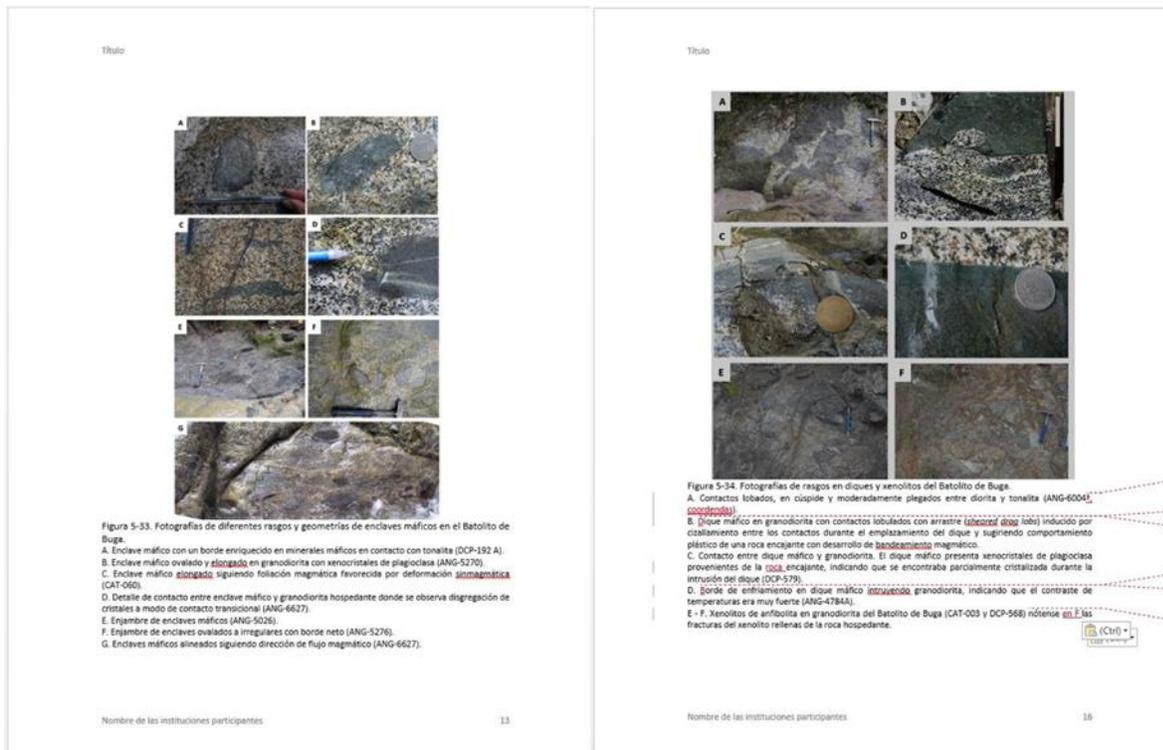 Título
A
B
C
D
E
F
G
Figura 5-33. Fotografías de diferentes rasgos y geometrías de enclaves máficos en el Batolito de
Buga.
A. Enclave máfico con un borde enriquecido en minerales máficos en contacto con tonalita (DCP-192 A).
B. Enclave máfico ovalado y elongado en granodiorita con xenocristales de plagioclasa (ANG-5270).
C. Enclave máfico elongado siguiendo foliación magmática favorecida por deformación sinmagmática
(CAT-060).
D. Detalle de contacto entre enclave máfico y granodiorita hospedante donde se observa disgregación de
cristales a modo de contacto transicional (ANG-6627).
E. Enjambre de enclaves máficos (ANG-5026).
F. Enjambre de enclaves ovalados a irregulares con borde neto (ANG-5276).
G. Enclaves máficos alineados siguiendo dirección de flujo magmático (ANG-6627).
Nombre de las instituciones participantes
13
Título
A
B
C
D
E
F
Figura 5-34. Fotografías de rasgos en diques y xenolitos del Batolito de Buga.
A. Contactos lobados, en cúspide y moderadamente plegados entre diorita y tonalita
coordendas).
B. Dique máfico en granodiorita con contactos lobulados con arrastre (sheared drag labs) inducido por
cizallamiento entre los contactos durante el emplazamiento del dique y sugiriendo comportamiento
plástico de una roca encajante con desarrollo de bandeamiento magmático.
C. Contacto entre dique máfico y granodiorita. El dique máfico presenta xenocristales de plagioclasa
provenientes de la roca encajante, indicando que se encontraba parcialmente cristalizada durante la
intrusión del dique (DCP-579).
D. Borde de enfriamiento en dique máfico intruyendo granodiorita, indicando que el contraste de
temperaturas era muy fuerte (ANG-4784A).
E - F. Xenolitos de anfibolita en granodiorita del Batolito de Buga (CAT-003 y DCP-568) nótense en F las
fracturas del xenolito rellenas de la roca hospedante.
(Ctrl)
Nombre de las instituciones participantes
16